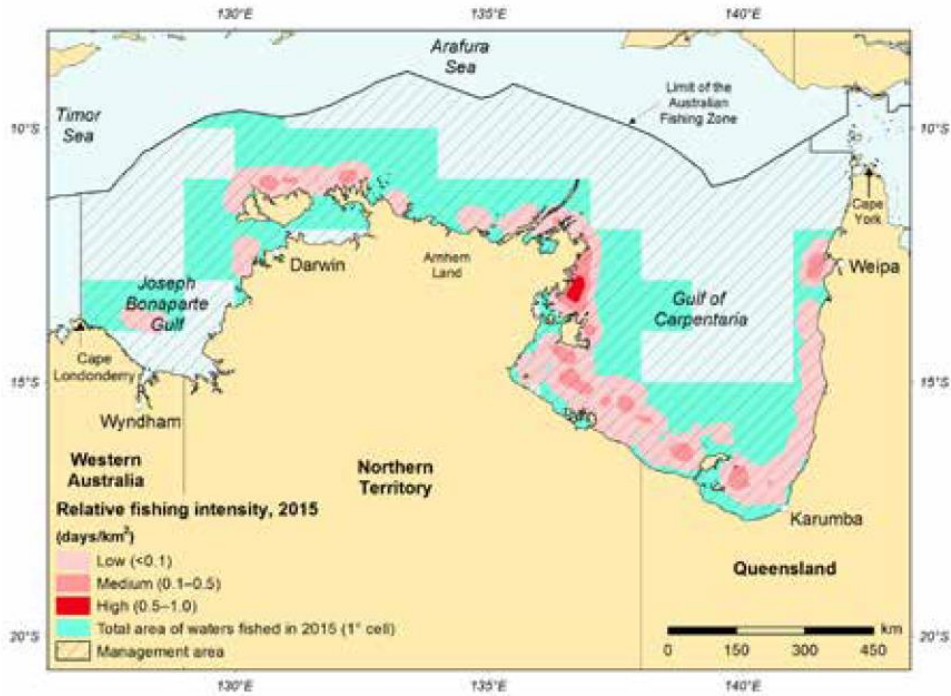 130°E
135°E
140°E
Arafura
Sea
Limit of the
Australian
Fishing Zone
Timor
Sea
10°S
10°S
Cape
York
Darwin
Arnhem
Land
Weipa
Joseph
Bonaparte
Gulf
Gulf of
Carpentaria
Cape
Londonderry
15°S
15°S
Wyndham
Western
Australia
Northern
Territory
Karumba
Queensland
Relative fishing intensity, 2015
(days/km²)
Low (<0.1)
Medium (0.1–0.5)
High (0.5–1.0)
Total area of waters fished in 2015 (1° cell)
Management area
km
0 150 300 450
20°S
20°S
130°E
135°E
140°E